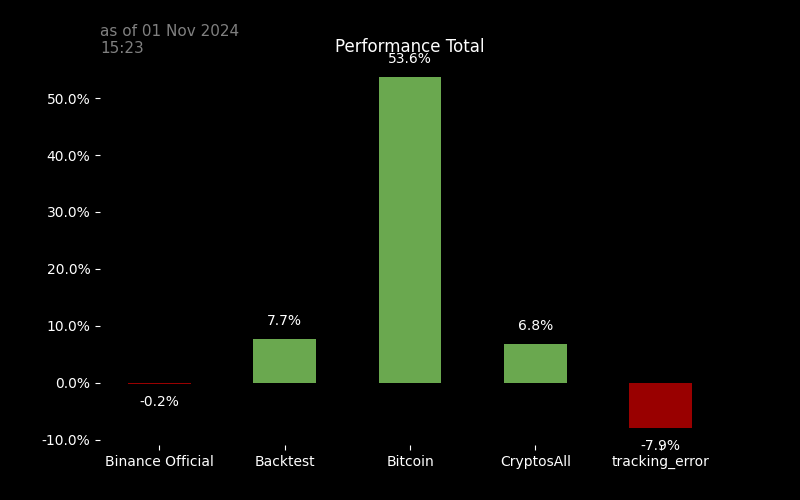 as of 01 Nov 2024
15:23
Performance Total
53.6%
50.0%
40.0%
30.0%
20.0%
10.0%
0.0%
-10.0%
-0.2%
7.7%
6.8%
-7.9%
Binance Official
Backtest
Bitcoin
CryptosAll
tracking_error